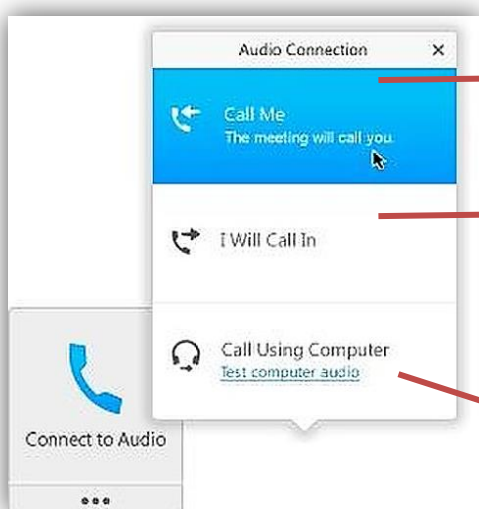 Audio Connection ×
Call Me
The meeting will call you.
I Will Call In
Call Using Computer
Test computer audio
Connect to Audio